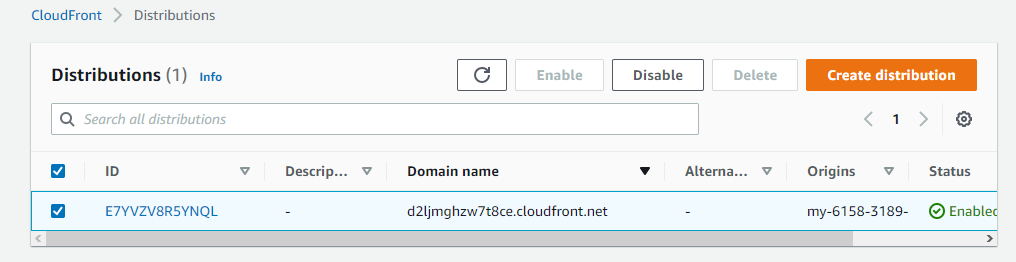 CloudFront > Distributions
Distributions (1) Info Enable Disable Delete Create distribution
Search all distributions 1
ID Descrip... Domain name Alterna... Origins Status
E7YVZV8R5YNQL - d2ljmghzw7t8ce.cloudfront.net - my-6158-3189- Enabled